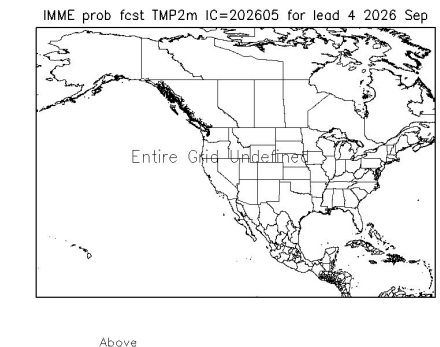 IMME prob fcst TMP2m IC=202605 for lead 4 2026 Sep
Entire Grid Undefined
Above